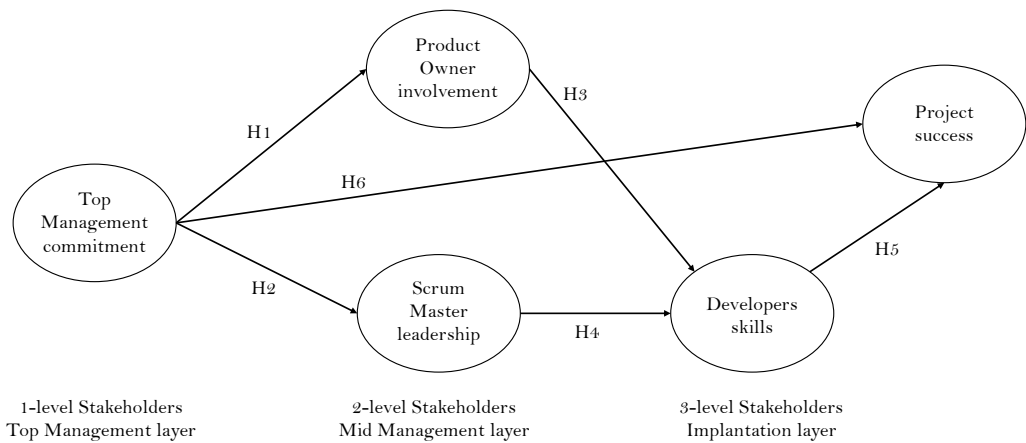 Product
Owner
involvement
H3
Project
success
H1
H6
Top
Management
commitment
H5
H2
Scrum
Master
leadership
Developers
skills
H4
1-level Stakeholders
Top Management layer
2-level Stakeholders
Mid Management layer
3-level Stakeholders
Implantation layer